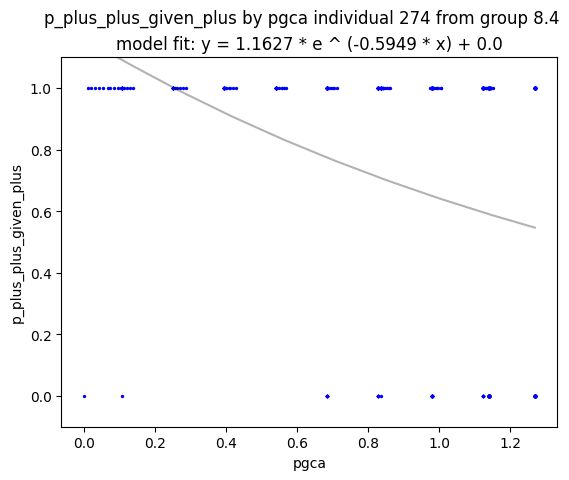 p_plus_plus_given_plus by pgca individual 274 from group 8.4
model fit: y = 1.1627 * e ^ (-0.5949 * x) + 0.0
p_plus_plus_given_plus
1.0
0.8
0.6
0.4
0.2
0.0
0.0 0.2 0.4 0.6 0.8 1.0 1.2
pgca